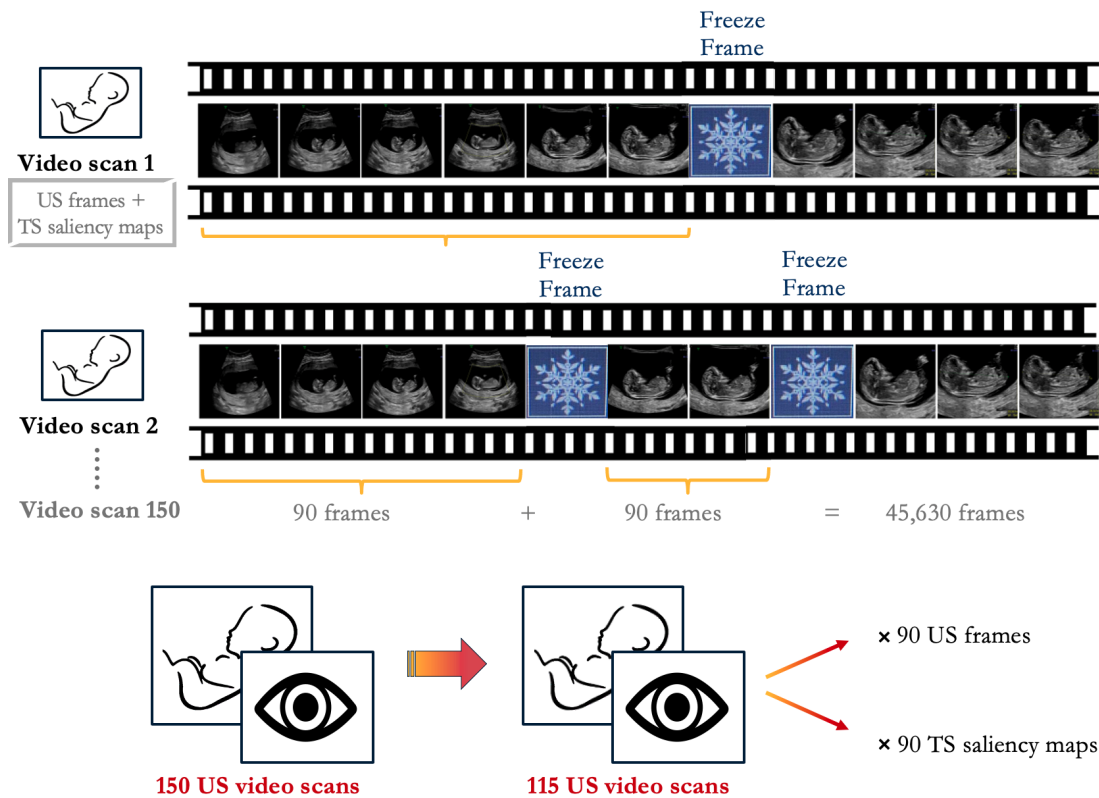 Freeze
Frame
Video scan 1
US frames +
TS saliency maps
Freeze
Frame
Freeze
Frame
Video scan 2
Video scan 150
90 frames + 90 frames = 45,630 frames
× 90 US frames
× 90 TS saliency maps
150 US video scans
115 US video scans